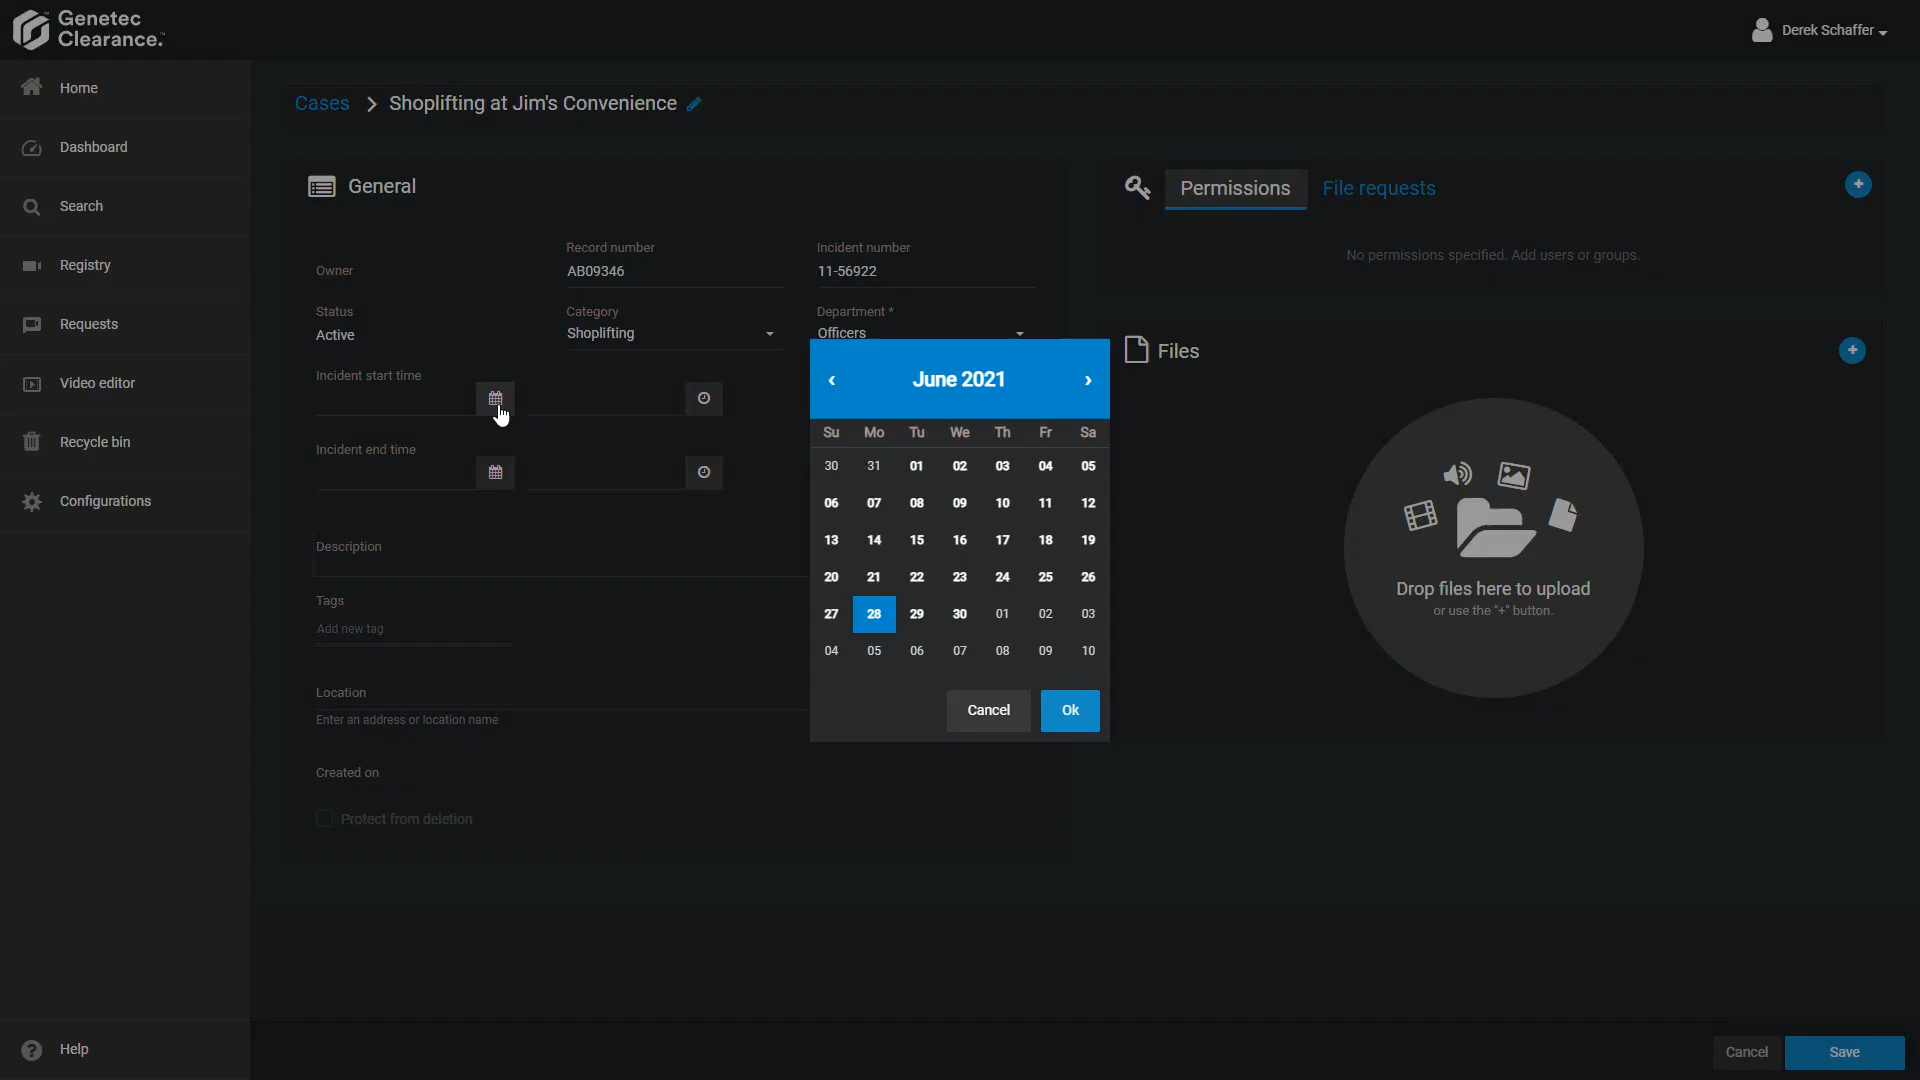 Genetec
Clearance.™
Derek Schaffer
Home
Dashboard
Search
Registry
Requests
Video editor
Recycle bin
Configurations
Help
Cases > Shoplifting at Jim's Convenience
General
Owner
Record number
AB09346
Incident number
11-56922
Status
Active
Category
Shoplifting
Department *
Officers
Incident start time
Incident end time
Description
Tags
Add new tag
Location
Enter an address or location name
Created on
Protect from deletion
‹ June 2021 ›
Su Mo Tu We Th Fr Sa
30 31 01 02 03 04 05
06 07 08 09 10 11 12
13 14 15 16 17 18 19
20 21 22 23 24 25 26
27 28 29 30 01 02 03
04 05 06 07 08 09 10
Cancel Ok
Permissions File requests
No permissions specified. Add users or groups.
Files
Drop files here to upload
or use the "+" button.
Cancel Save